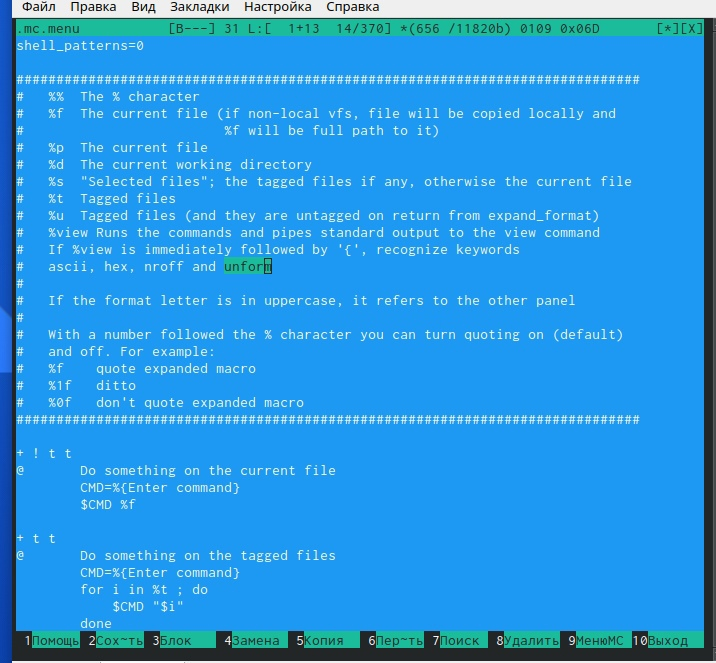 Файл Правка Вид Закладки Настройка Справка
.mc.menu [B---] 31 L:[ 1+13 14/370] *(656 /11820b) 0109 0x06D [*][X]
shell_patterns=0
##############################################################################
#   %%  The % character
#   %f  The current file (if non-local vfs, file will be copied locally and
#                         %f will be full path to it)
#   %p  The current file
#   %d  The current working directory
#   %s  "Selected files"; the tagged files if any, otherwise the current file
#   %t  Tagged files
#   %u  Tagged files (and they are untagged on return from expand_format)
#   %view Runs the commands and pipes standard output to the view command
#   If %view is immediately followed by '{', recognize keywords
#   ascii, hex, nroff and unform
#
#   If the format letter is in uppercase, it refers to the other panel
#
#   With a number followed the % character you can turn quoting on (default)
#   and off. For example:
#   %f    quote expanded macro
#   %1f   ditto
#   %0f   don't quote expanded macro
##############################################################################
+ ! t t
@       Do something on the current file
        CMD=%{Enter command}
        $CMD %f
+ t t
@       Do something on the tagged files
        CMD=%{Enter command}
        for i in %t ; do
            $CMD "$i"
        done
1Помощь 2Сох~ть 3Блок 4Замена 5Копия 6Пер~ть 7Поиск 8Удалить 9МенюMC 10Выход